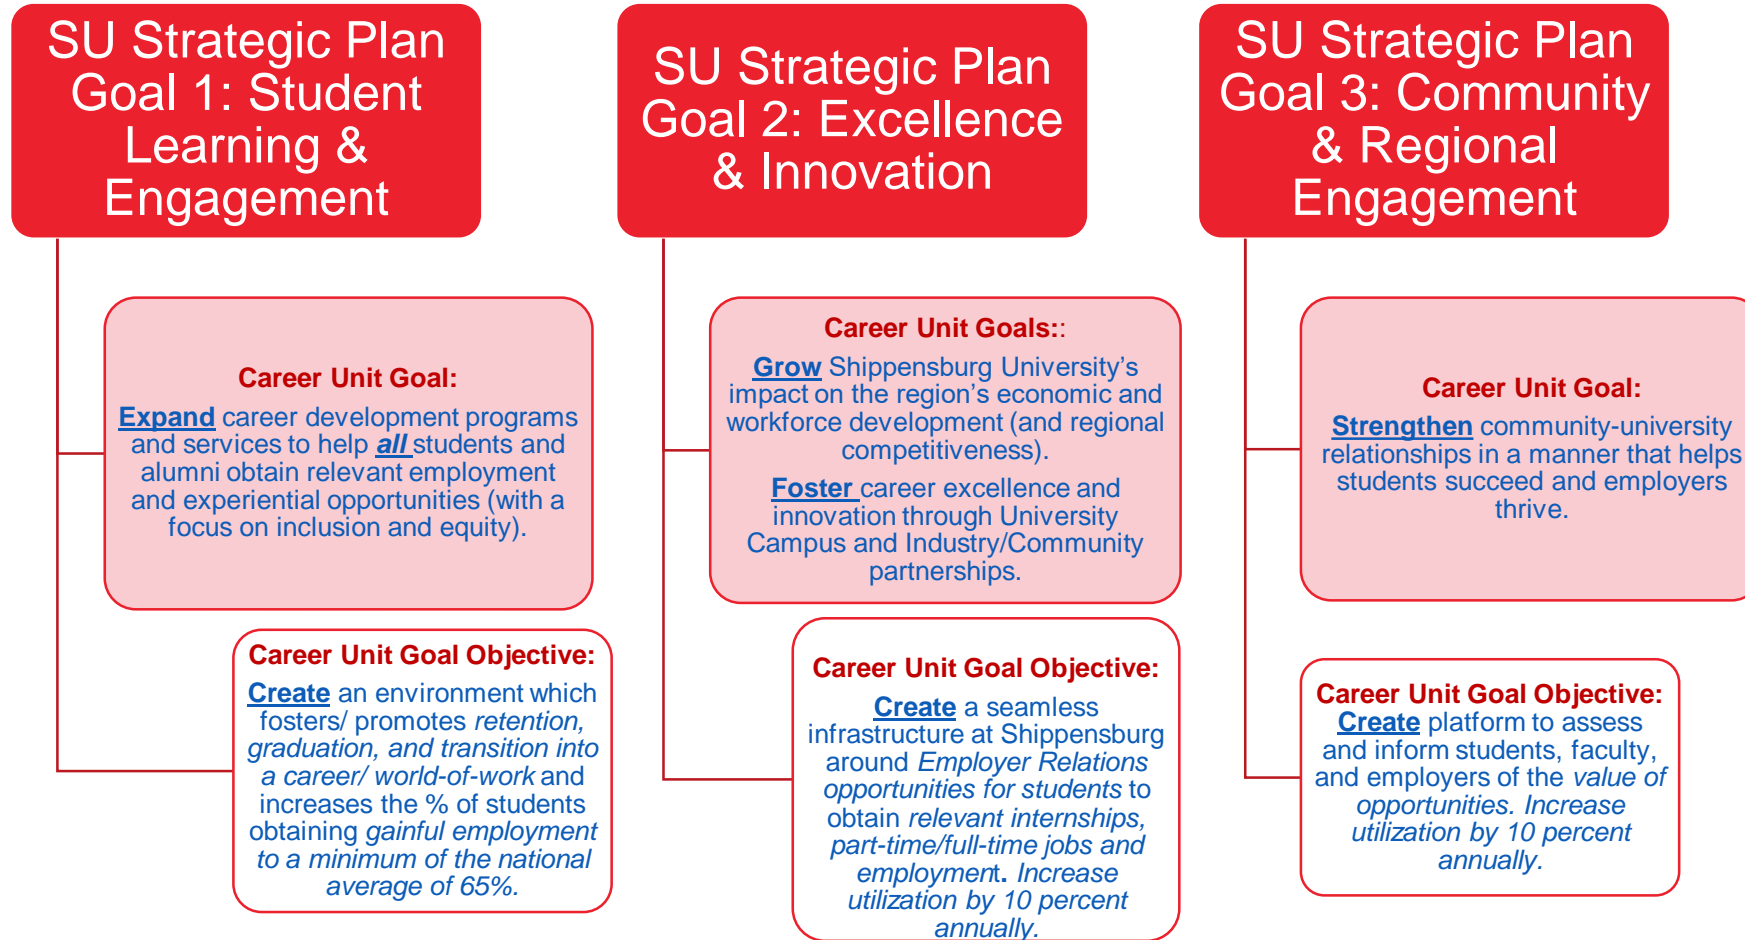 SU Strategic Plan
Goal 1: Student
Learning &
Engagement
Career Unit Goal:
Expand career development programs
and services to help all students and
alumni obtain relevant employment
and experiential opportunities (with a
focus on inclusion and equity).
Career Unit Goal Objective:
Create an environment which
fosters/ promotes retention,
graduation, and transition into
a career/ world-of-work and
increases the % of students
obtaining gainful employment
to a minimum of the national
average of 65%.
SU Strategic Plan
Goal 2: Excellence
& Innovation
Career Unit Goals::
Grow Shippensburg University’s
impact on the region’s economic and
workforce development (and regional
competitiveness).
Foster career excellence and
innovation through University
Campus and Industry/Community
partnerships.
Career Unit Goal Objective:
Create a seamless
infrastructure at Shippensburg
around Employer Relations
opportunities for students to
obtain relevant internships,
part-time/full-time jobs and
employment. Increase
utilization by 10 percent
annually.
SU Strategic Plan
Goal 3: Community
& Regional
Engagement
Career Unit Goal:
Strengthen community-university
relationships in a manner that helps
students succeed and employers
thrive.
Career Unit Goal Objective:
Create platform to assess
and inform students, faculty,
and employers of the value of
opportunities. Increase
utilization by 10 percent
annually.